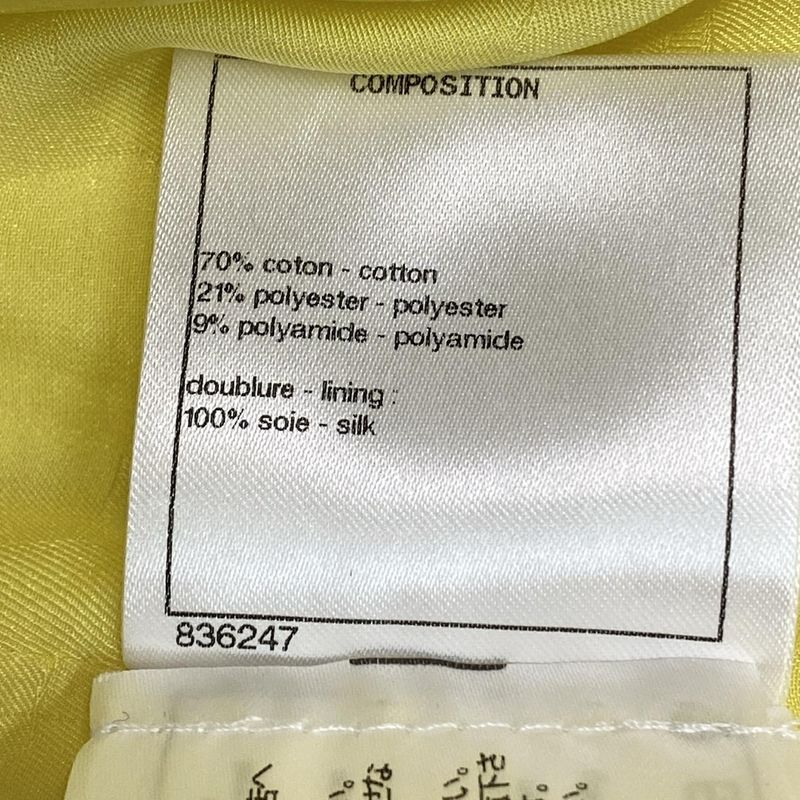 COMPOSITION
70% coton - cotton
21% polyester - polyester
9% polyamide - polyamide
doublure - lining :
100% soie - silk
836247